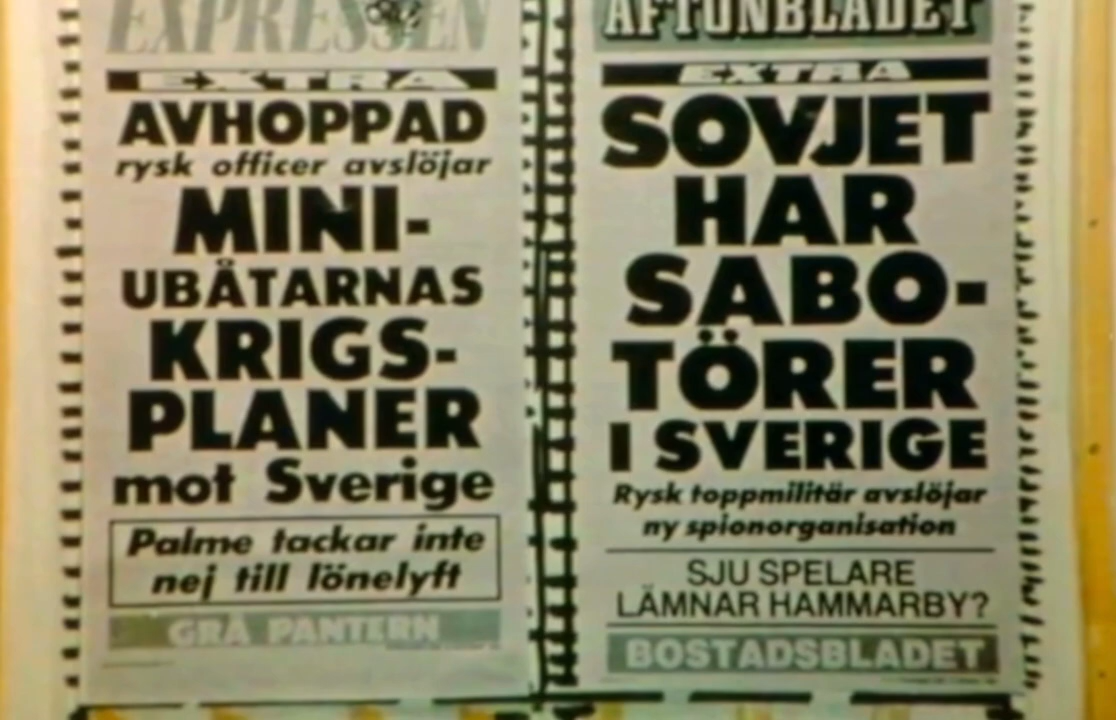 EXPRESSEN
EXTRA
AVHOPPAD
rysk officer avslöjar
MINI-
UBÅTARNAS
KRIGS-
PLANER
mot Sverige
Palme tackar inte
nej till lönelyft
GRÅ PANTERN
AFTONBLADET
EXTRA
SOVJET
HAR
SABO-
TÖRER
I SVERIGE
Rysk toppmilitär avslöjar
ny spionorganisation
SJU SPELARE
LÄMNAR HAMMARBY?
BOSTADSBLADET